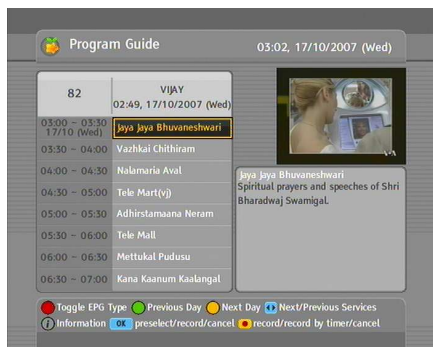 Program Guide
03:02, 17/10/2007 (Wed)
82
VIJAY
02:49, 17/10/2007 (Wed)
03:00 - 03:30
17/10 (Wed)
Jaya Jaya Bhuvaneshwari
03:30 - 04:00 Vazhkai Chithiram
04:00 - 04:30 Nalamaria Aval
04:30 - 05:00 Tele Mart(vj)
05:00 - 05:30 Adhirstamaana Neram
05:30 - 06:00 Tele Mall
06:00 - 06:30 Mettukal Pudusu
06:30 - 07:00 Kana Kaanum Kaalangal
VOA
Jaya Jaya Bhuvaneshwari
Spiritual prayers and speeches of Shri
Bharadwaj Swamigal.
Toggle EPG Type Previous Day Next Day Next/Previous Services
i Information OK preselect/record/cancel record/record by timer/cancel